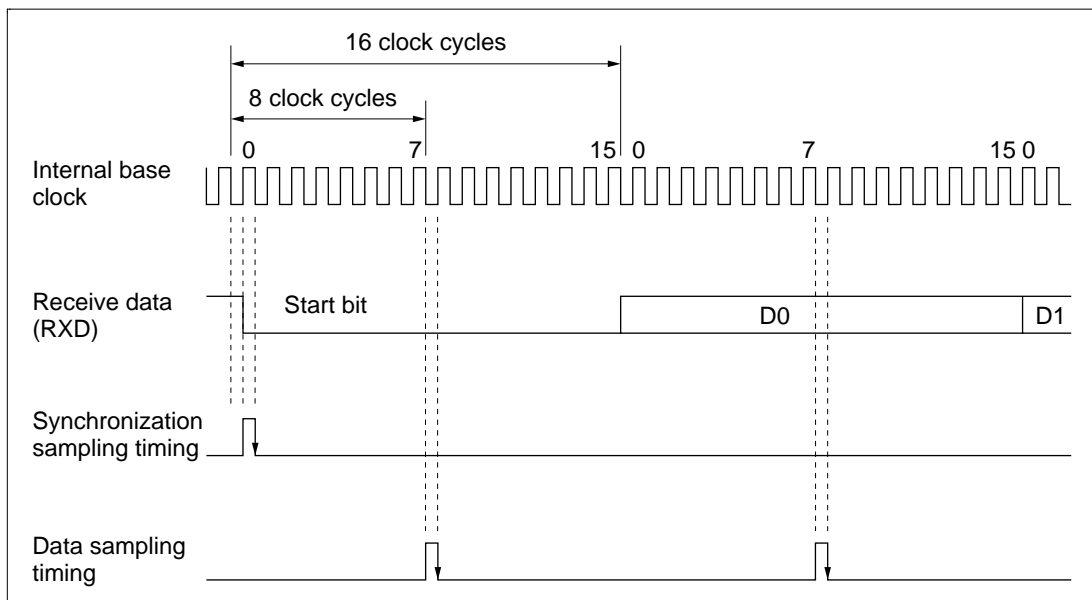 16 clock cycles
8 clock cycles
0 7 15 0 7 15 0
Internal base
clock
Receive data
(RXD)
Start bit
D0
D1
Synchronization
sampling timing
Data sampling
timing